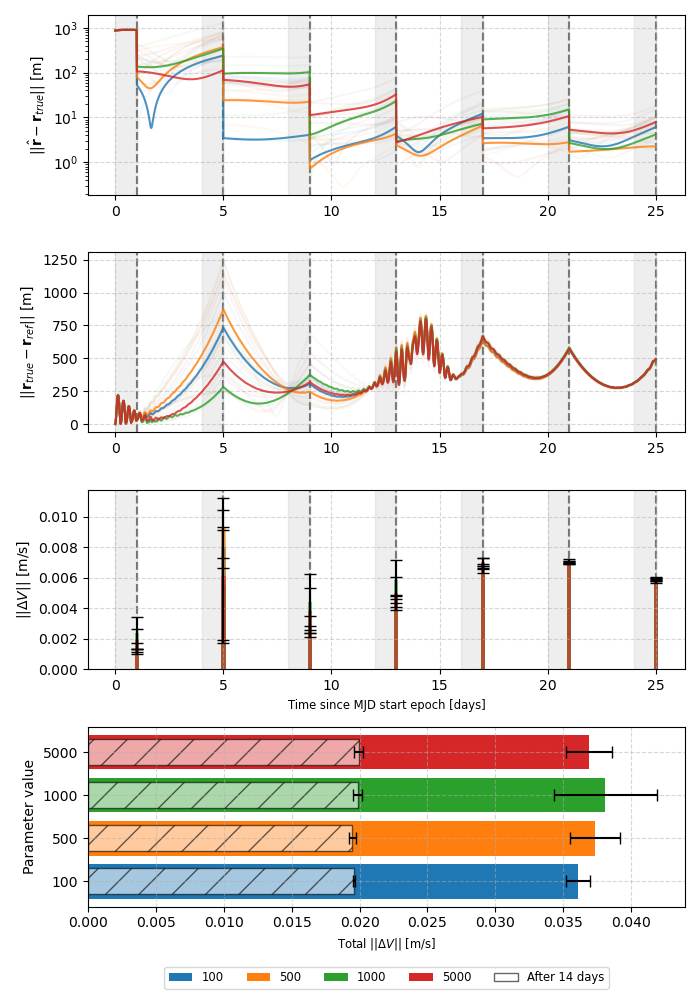 ||r̂ − r_true|| [m]
10³
10²
10¹
10⁰
0 5 10 15 20 25
||r_true − r_ref|| [m]
1250
1000
750
500
250
0
0 5 10 15 20 25
||ΔV|| [m/s]
0.010
0.008
0.006
0.004
0.002
0.000
0 5 10 15 20 25
Time since MJD start epoch [days]
Parameter value
5000
1000
500
100
0.000 0.005 0.010 0.015 0.020 0.025 0.030 0.035 0.040
Total ||ΔV|| [m/s]
100 500 1000 5000 After 14 days